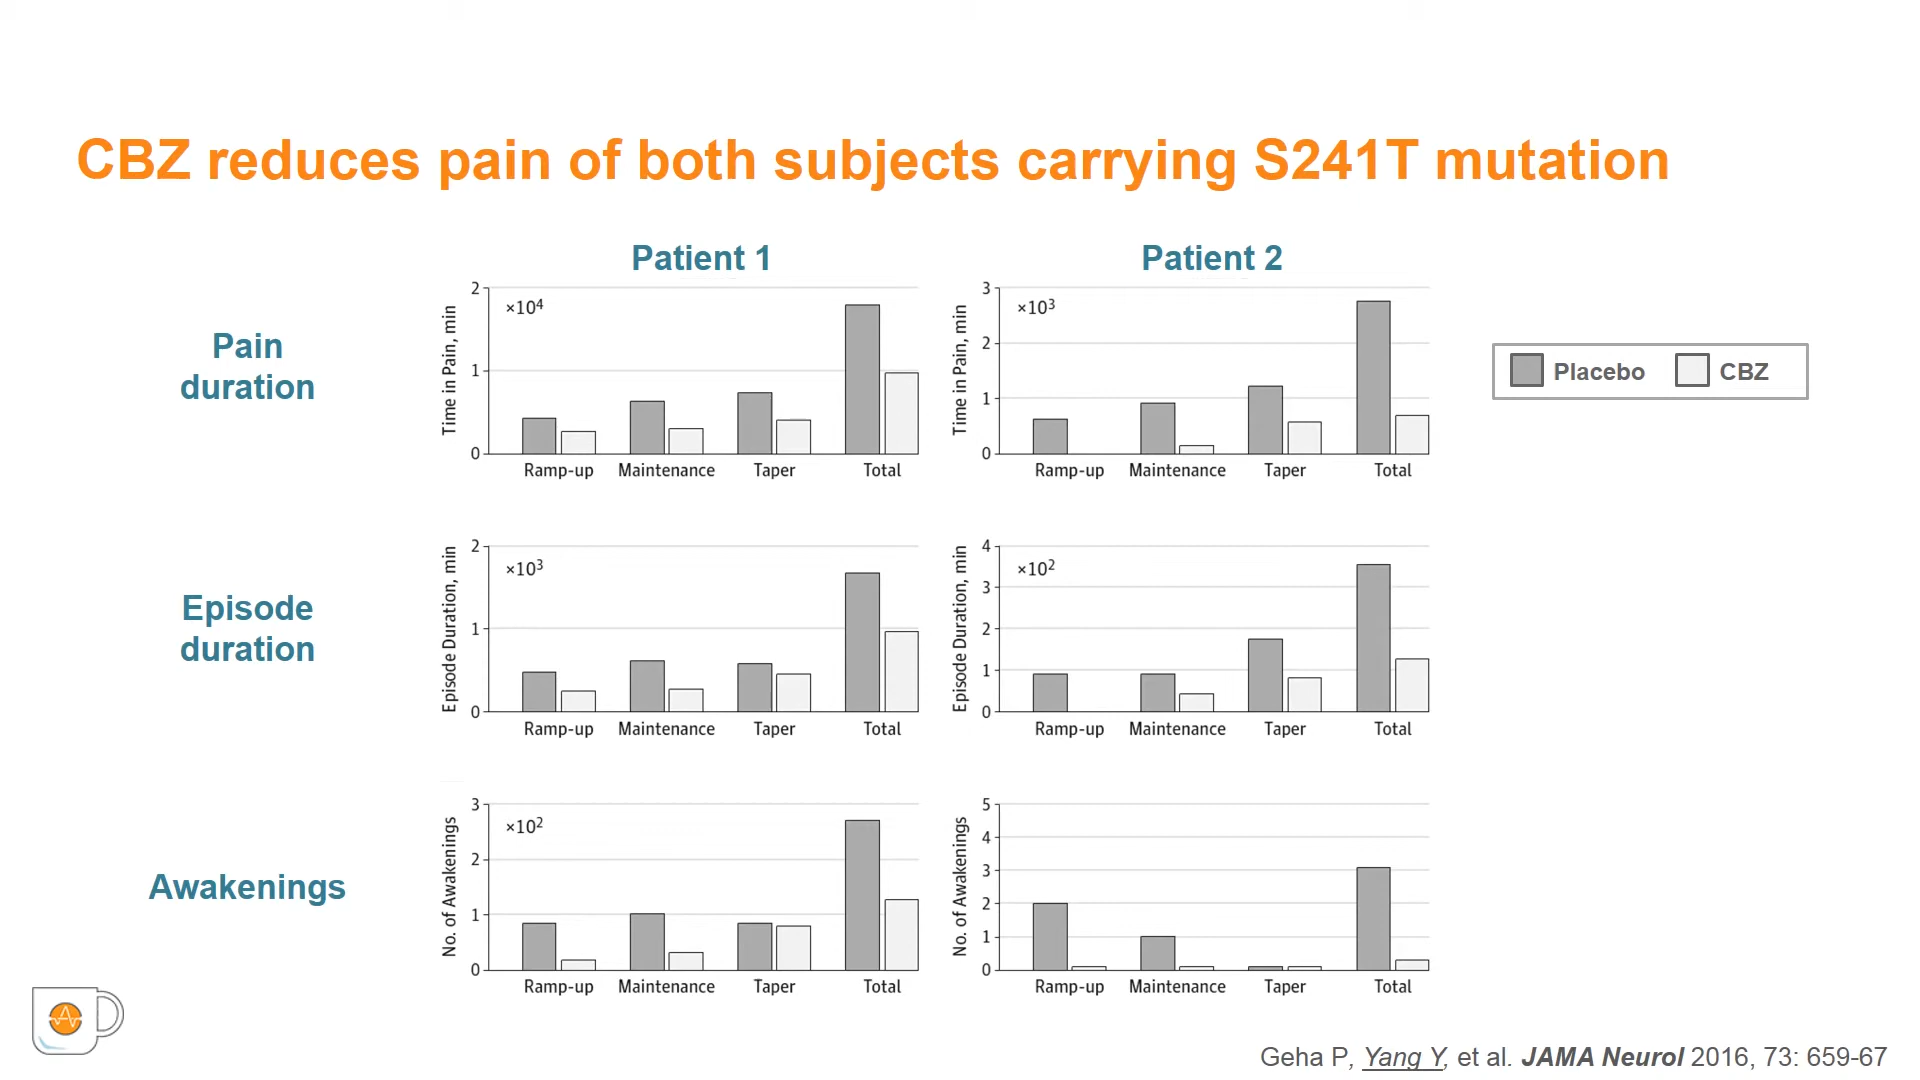 CBZ reduces pain of both subjects carrying S241T mutation
Patient 1
Patient 2
Pain
duration
Time in Pain, min
×10⁴
2
1
0
Ramp-up
Maintenance
Taper
Total
Time in Pain, min
×10³
3
2
1
0
Ramp-up
Maintenance
Taper
Total
Placebo
CBZ
Episode
duration
Episode Duration, min
×10³
2
1
0
Ramp-up
Maintenance
Taper
Total
Episode Duration, min
×10²
4
3
2
1
0
Ramp-up
Maintenance
Taper
Total
Awakenings
No. of Awakenings
×10²
3
2
1
0
Ramp-up
Maintenance
Taper
Total
No. of Awakenings
5
4
3
2
1
0
Ramp-up
Maintenance
Taper
Total
Geha P, Yang Y, et al. JAMA Neurol 2016, 73: 659-67